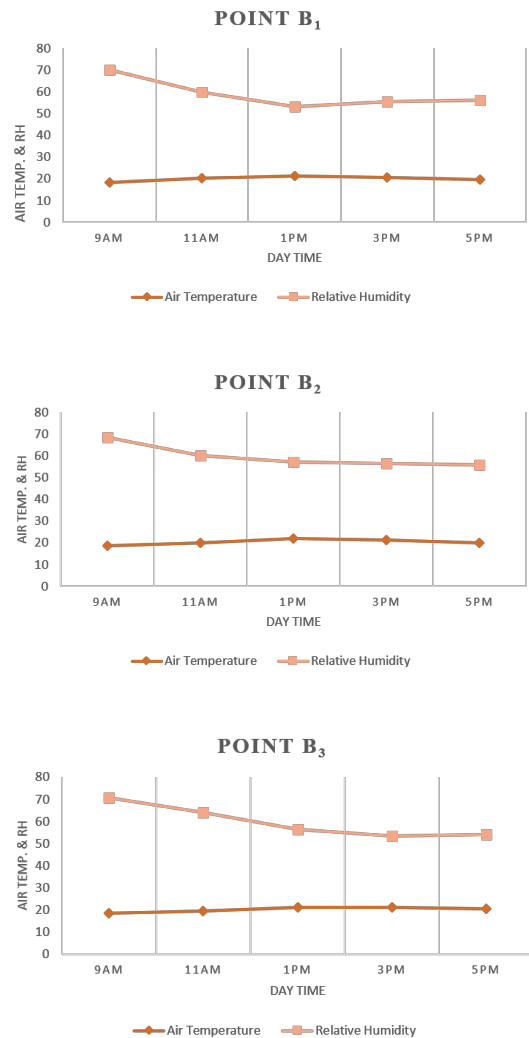 POINT B₁
80
70
60
50
40
30
20
10
0
AIR TEMP. & RH
9AM 11AM 1PM 3PM 5PM
DAY TIME
Air Temperature Relative Humidity
POINT B₂
80
70
60
50
40
30
20
10
0
AIR TEMP. & RH
9AM 11AM 1PM 3PM 5PM
DAY TIME
Air Temperature Relative Humidity
POINT B₃
80
70
60
50
40
30
20
10
0
AIR TEMP. & RH
9AM 11AM 1PM 3PM 5PM
DAY TIME
Air Temperature Relative Humidity